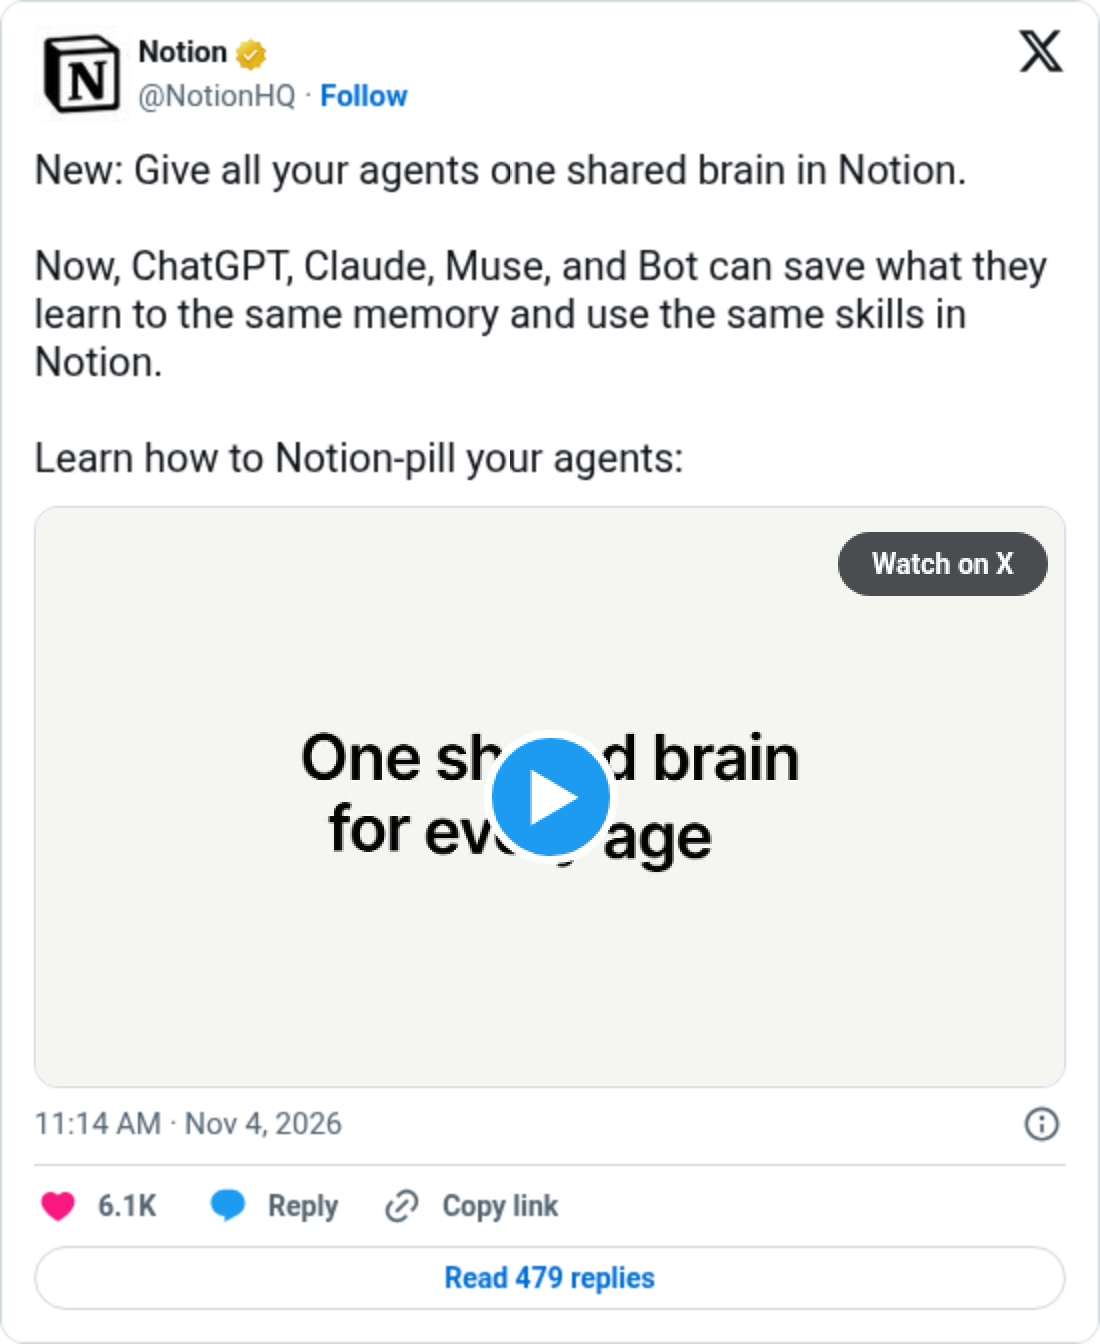 N
Notion
@NotionHQ · Follow
New: Give all your agents one shared brain in Notion.
Now, ChatGPT, Claude, Muse, and Bot can save what they
learn to the same memory and use the same skills in
Notion.
Learn how to Notion-pill your agents:
Watch on X
One brain
for age
11:14 AM · Nov 4, 2026
6.1K Reply Copy link
Read 479 replies